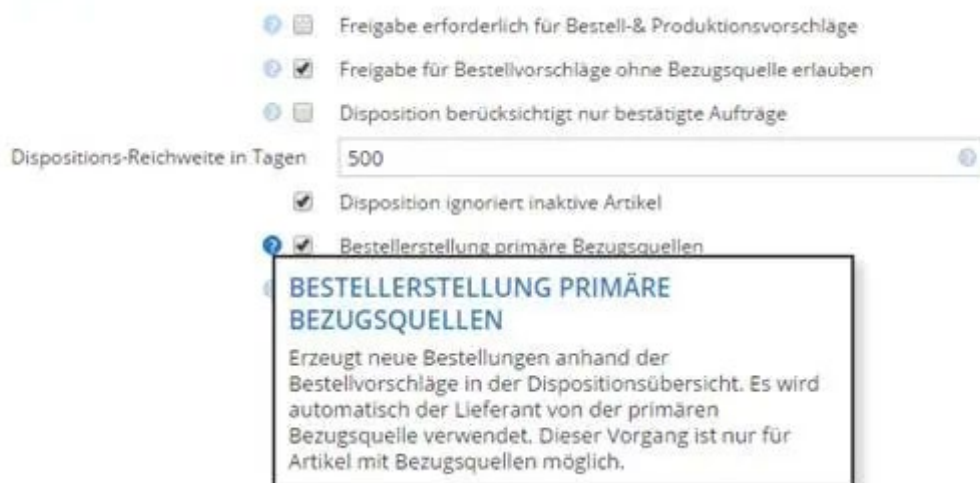 Freigabe erforderlich für Bestell-& Produktionsvorschläge
Freigabe für Bestellvorschläge ohne Bezugsquelle erlauben
Disposition berücksichtigt nur bestätigte Aufträge
Dispositions-Reichweite in Tagen 500
Disposition ignoriert inaktive Artikel
Bestellerstellung primäre Bezugsquellen
BESTELLERSTELLUNG PRIMÄRE
BEZUGSQUELLEN
Erzeugt neue Bestellungen anhand der
Bestellvorschläge in der Dispositionsübersicht. Es wird
automatisch der Lieferant von der primären
Bezugsquelle verwendet. Dieser Vorgang ist nur für
Artikel mit Bezugsquellen möglich.